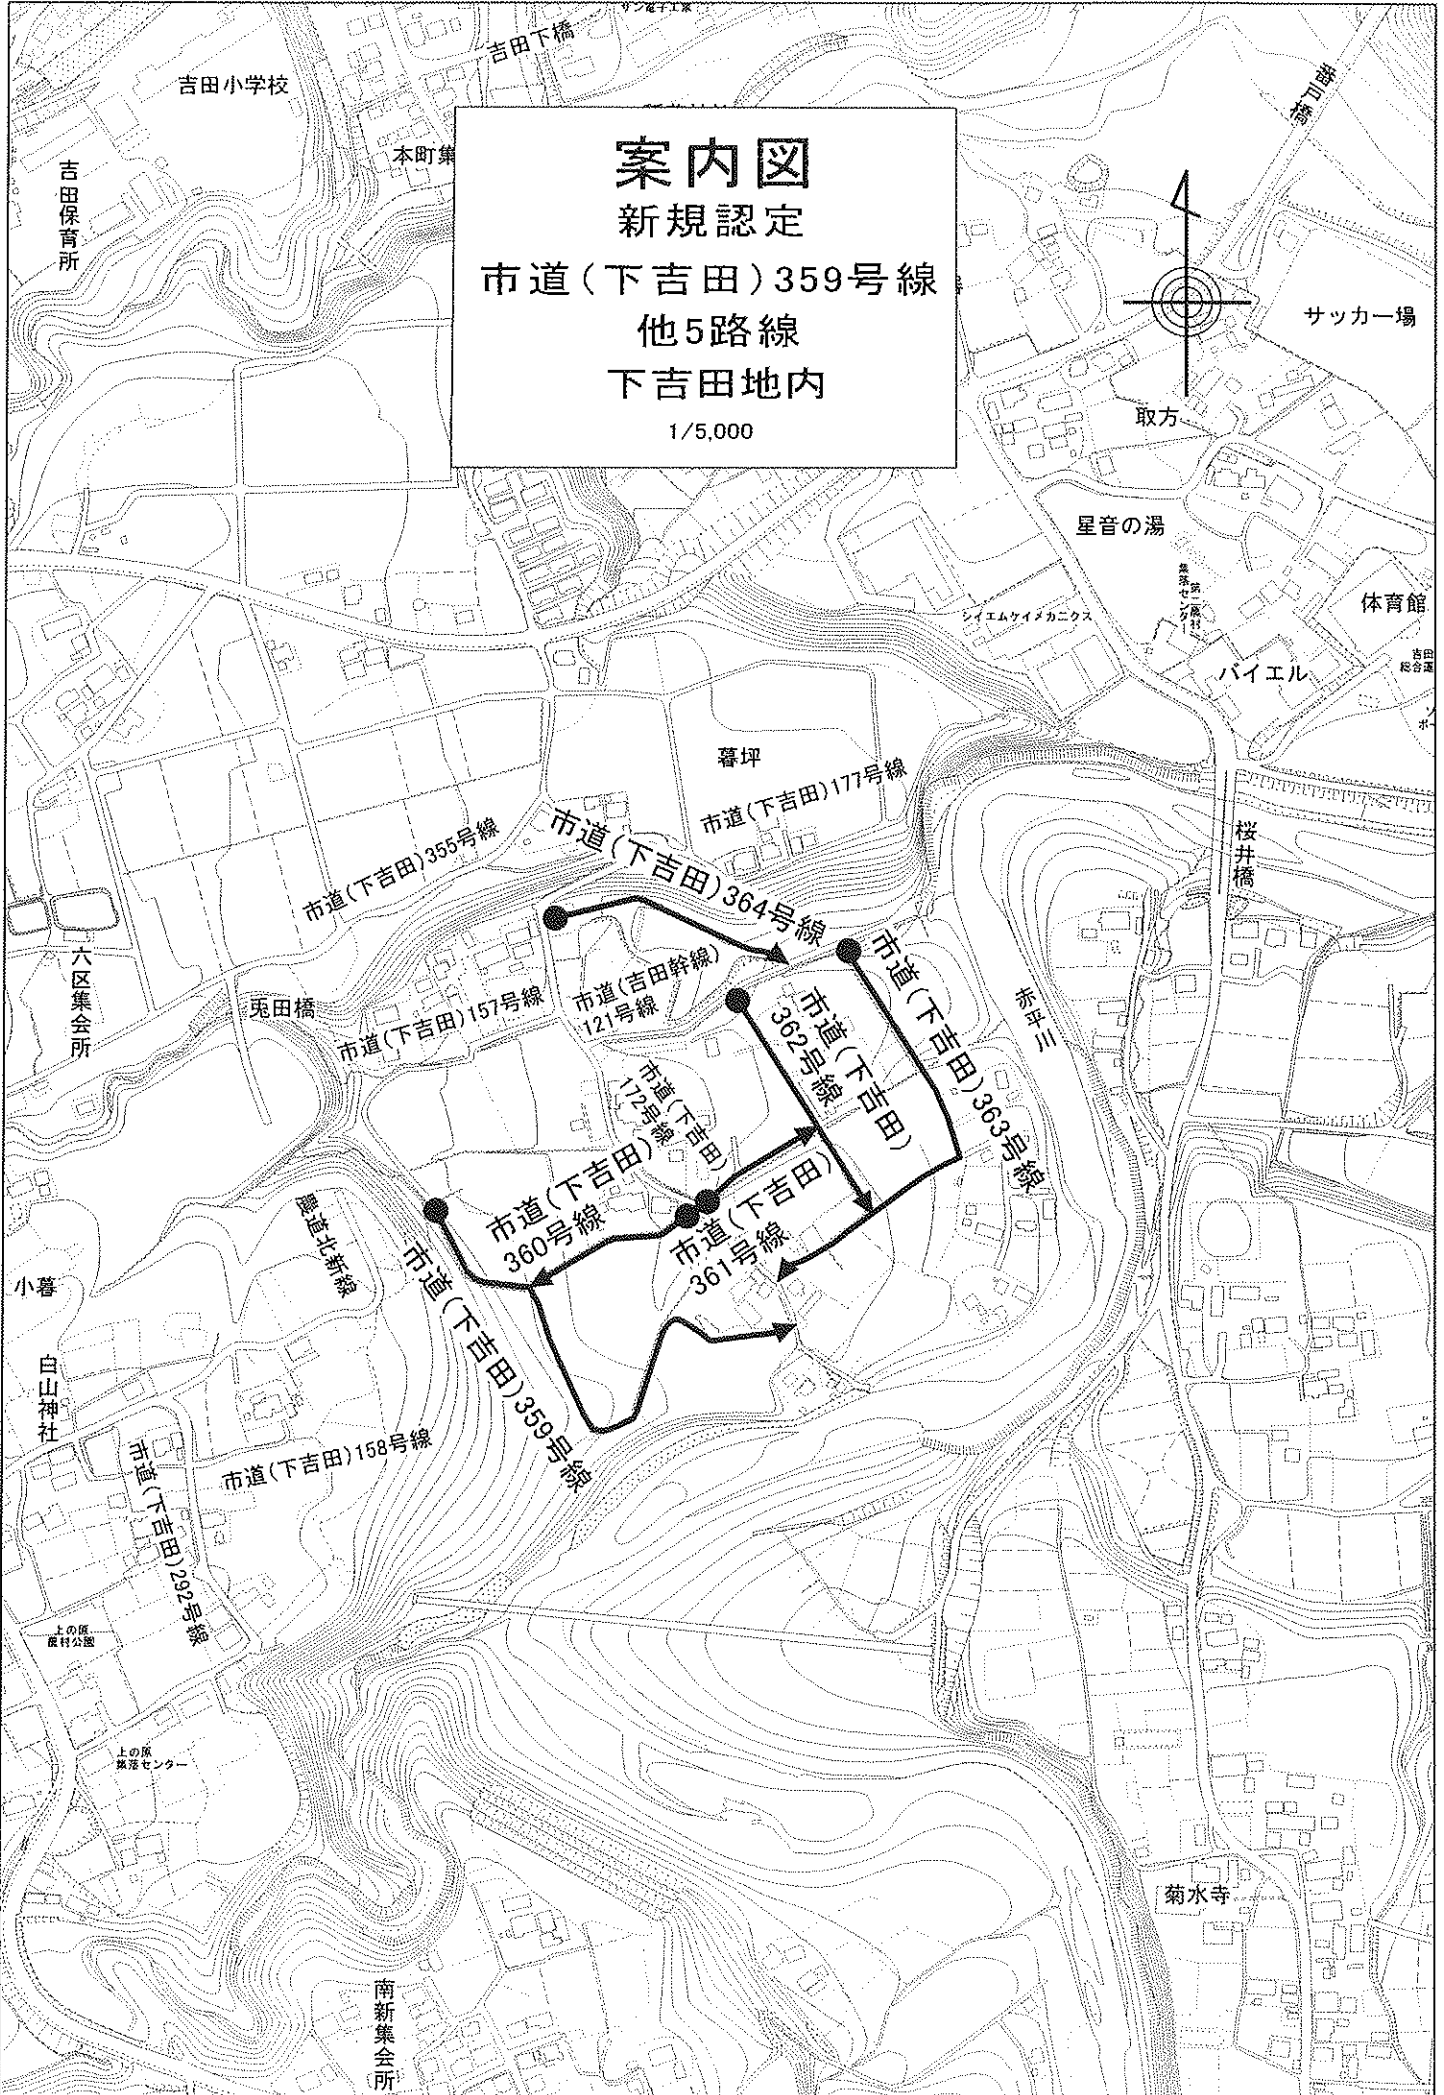 吉田下橋
吉田小学校
本町集
吉田保育所
案内図
新規認定
市道(下吉田)359号線
他5路線
下吉田地内
1/5,000
サッカー場
取方
星音の湯
シイエムケイメカニクス
体育館
バイエル
暮坪
市道(下吉田)177号線
市道(下吉田)355号線
市道(下吉田)364号線
桜井橋
六区集会所
兎田橋
市道(下吉田)157号線
市道(吉田幹線)
121号線
市道(下吉田)
362号線
市道(下吉田)363号線
赤平川
市道(下吉田)
172号線
市道(下吉田)
360号線
市道(下吉田)
361号線
農道北新線
小暮
市道(下吉田)359号線
白山神社
市道(下吉田)158号線
市道(下吉田)292号線
上の原
農村公園
上の原
集落センター
菊水寺
南新集会所